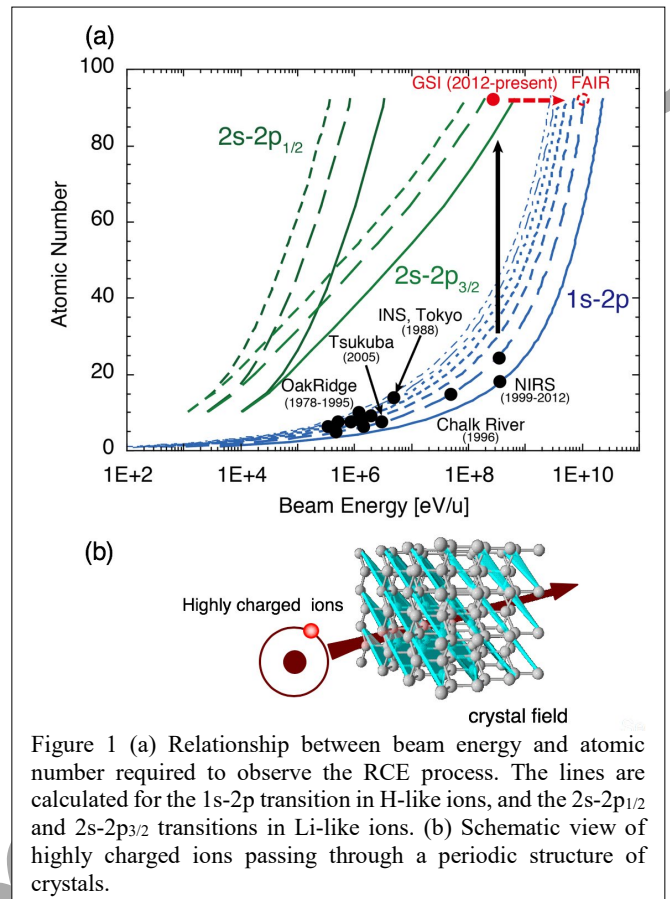 (a)
100
GSI (2012-present) FAIR
80
2s-2p1/2
60
Atomic Number
2s-2p3/2
40
INS, Tokyo
(1988)
1s-2p
Tsukuba
(2005)
20
OakRidge
(1978-1995)
NIRS
(1999-2012)
Chalk River
(1996)
0
1E+2 1E+4 1E+6 1E+8 1E+10
Beam Energy [eV/u]
(b)
Highly charged ions
crystal field
Figure 1 (a) Relationship between beam energy and atomic
number required to observe the RCE process. The lines are
calculated for the 1s-2p transition in H-like ions, and the 2s-2p1/2
and 2s-2p3/2 transitions in Li-like ions. (b) Schematic view of
highly charged ions passing through a periodic structure of
crystals.